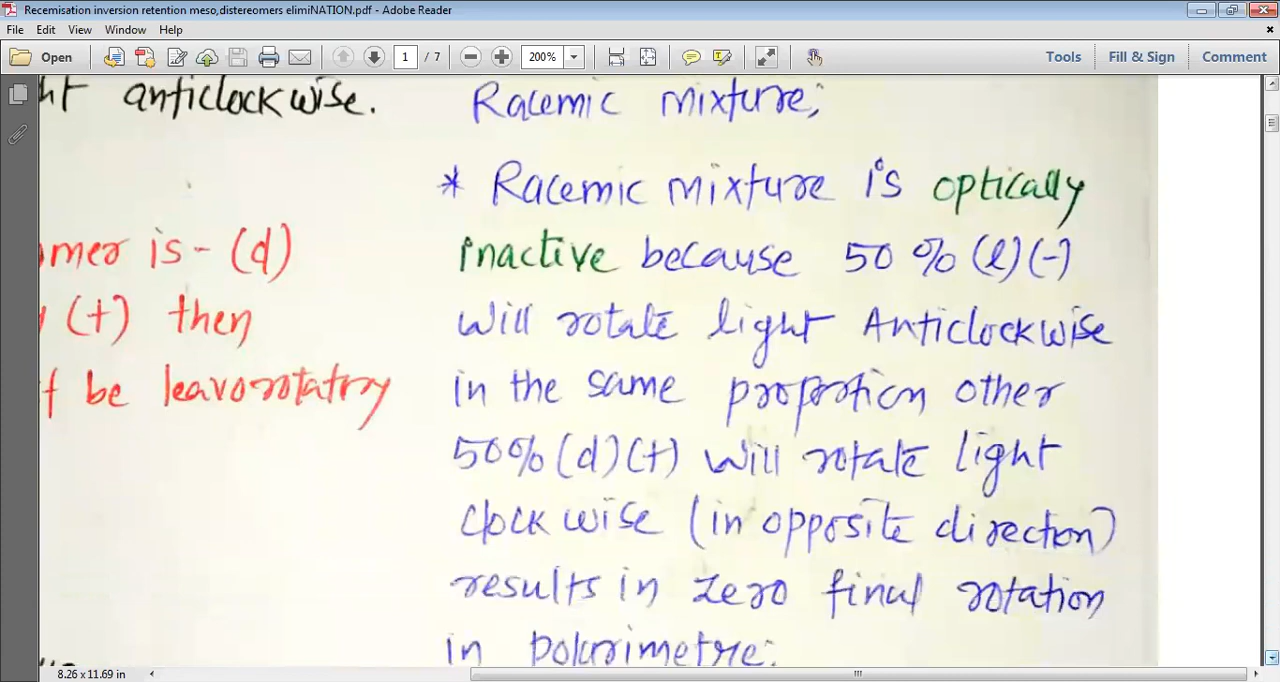 Recemisation inversion retention meso,distereomers elimiNATION.pdf - Adobe Reader
File Edit View Window Help
Open 1 / 7 200% Tools Fill & Sign Comment
ht anticlockwise.
omer is - (d)
(+) then
be leavorotatry
Racemic mixture;
* Racemic mixture is optically
inactive because 50 % (l) (-)
will rotate light Anticlockwise
in the same proportion other
50% (d) (+) will rotate light
clockwise (in opposite direction)
results in zero final rotation
in polarimetre;
8.26 x 11.69 in